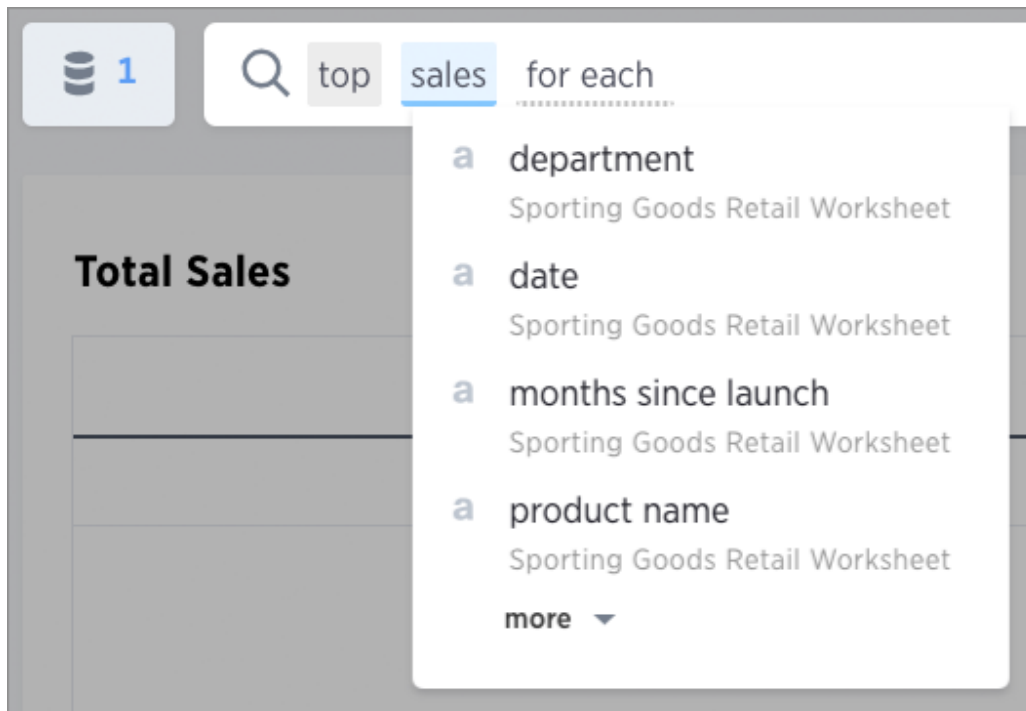 1 top sales for each
a department
Sporting Goods Retail Worksheet
Total Sales
a date
Sporting Goods Retail Worksheet
a months since launch
Sporting Goods Retail Worksheet
a product name
Sporting Goods Retail Worksheet
more